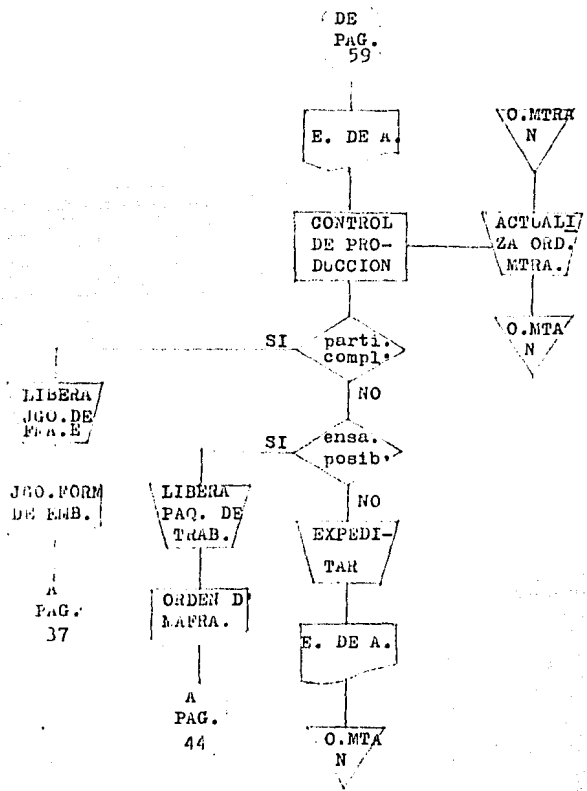 DE
PAG.
59
E. DE A.
O.MTRA
N
CONTROL
DE PRO-
DUCCION
ACTUALI
ZA ORD.
MTRA.
O.MTA
N
SI
parti.
compl.
NO
LIBERA
JGO.DE
SI
ensa.
posib.
NO
JGO.FORM
DE EMB.
LIBERA
PAQ. DE
TRAB.
EXPEDI-
TAR
A
PAG.
37
ORDEN D'
MAFRA.
E. DE A.
A
PAG.
44
O.MTA
N